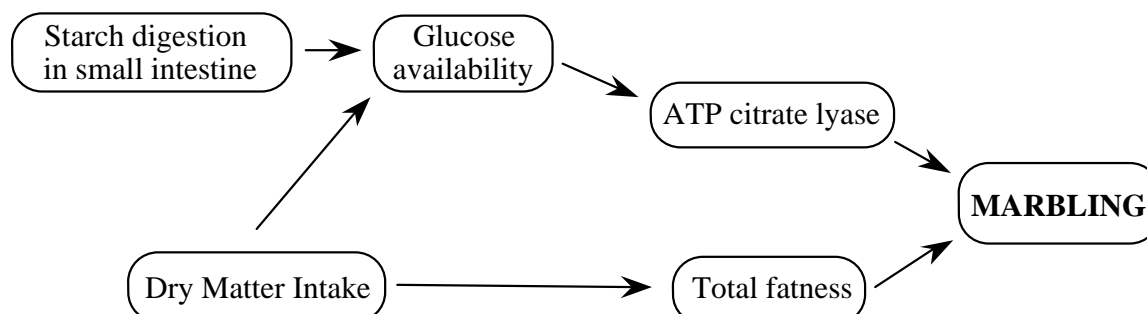 Starch digestion
in small intestine
Glucose
availability
ATP citrate lyase
MARBLING
Dry Matter Intake
Total fatness